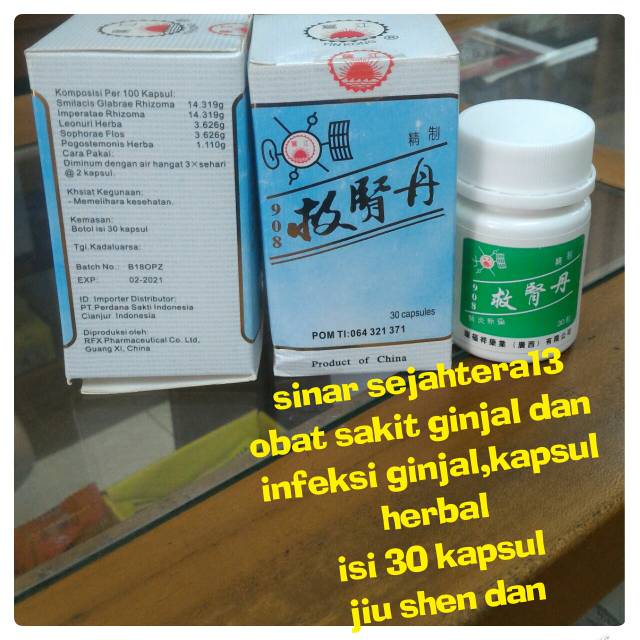 Komposisi Per 100 Kapsul:
Smilacis Glabrae Rhizoma 14.319g
Imperatae Rhizoma 14.319g
Leonuri Herba 3.626g
Sophorae Flos 3.626g
Pogostemonis Herba 1.110g
Cara Pakai:
Diminum dengan air hangat 3×sehari
@ 2 kapsul.
Khsiat Kegunaan:
- Memelihara kesehatan.
Kemasan:
Botol isi 30 kapsul
Tgl.Kadaluarsa:
Batch No.: B18OPZ
EXP: 02-2021
ID. Importer Distributor:
PT.Perdana Sakti Indonesia
Cianjur. Indonesia
Diproduksi oleh:
RFX Pharmaceutical Co. Ltd,
Guang Xi, China
精制
908
救腎丹
30 capsules
POM TI:064 321 371
Product of China
精制
908
救腎丹
sinar sejahtera13
obat sakit ginjal dan
infeksi ginjal,kapsul
herbal
isi 30 kapsul
jiu shen dan